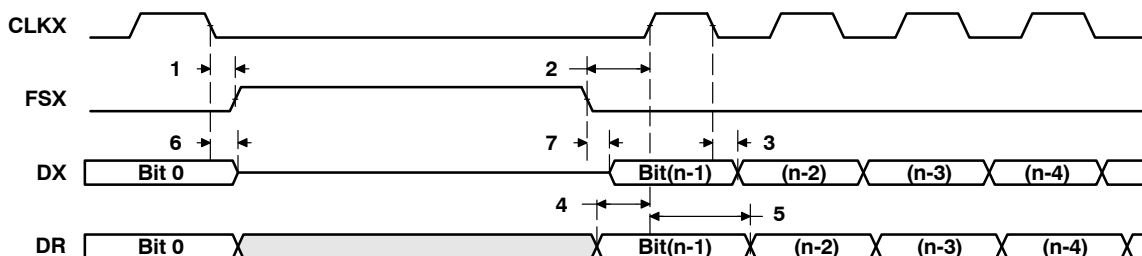 CLKX
1 2
FSX
6 7 3
DX Bit 0 Bit(n-1) (n-2) (n-3) (n-4)
4 5
DR Bit 0 Bit(n-1) (n-2) (n-3) (n-4)